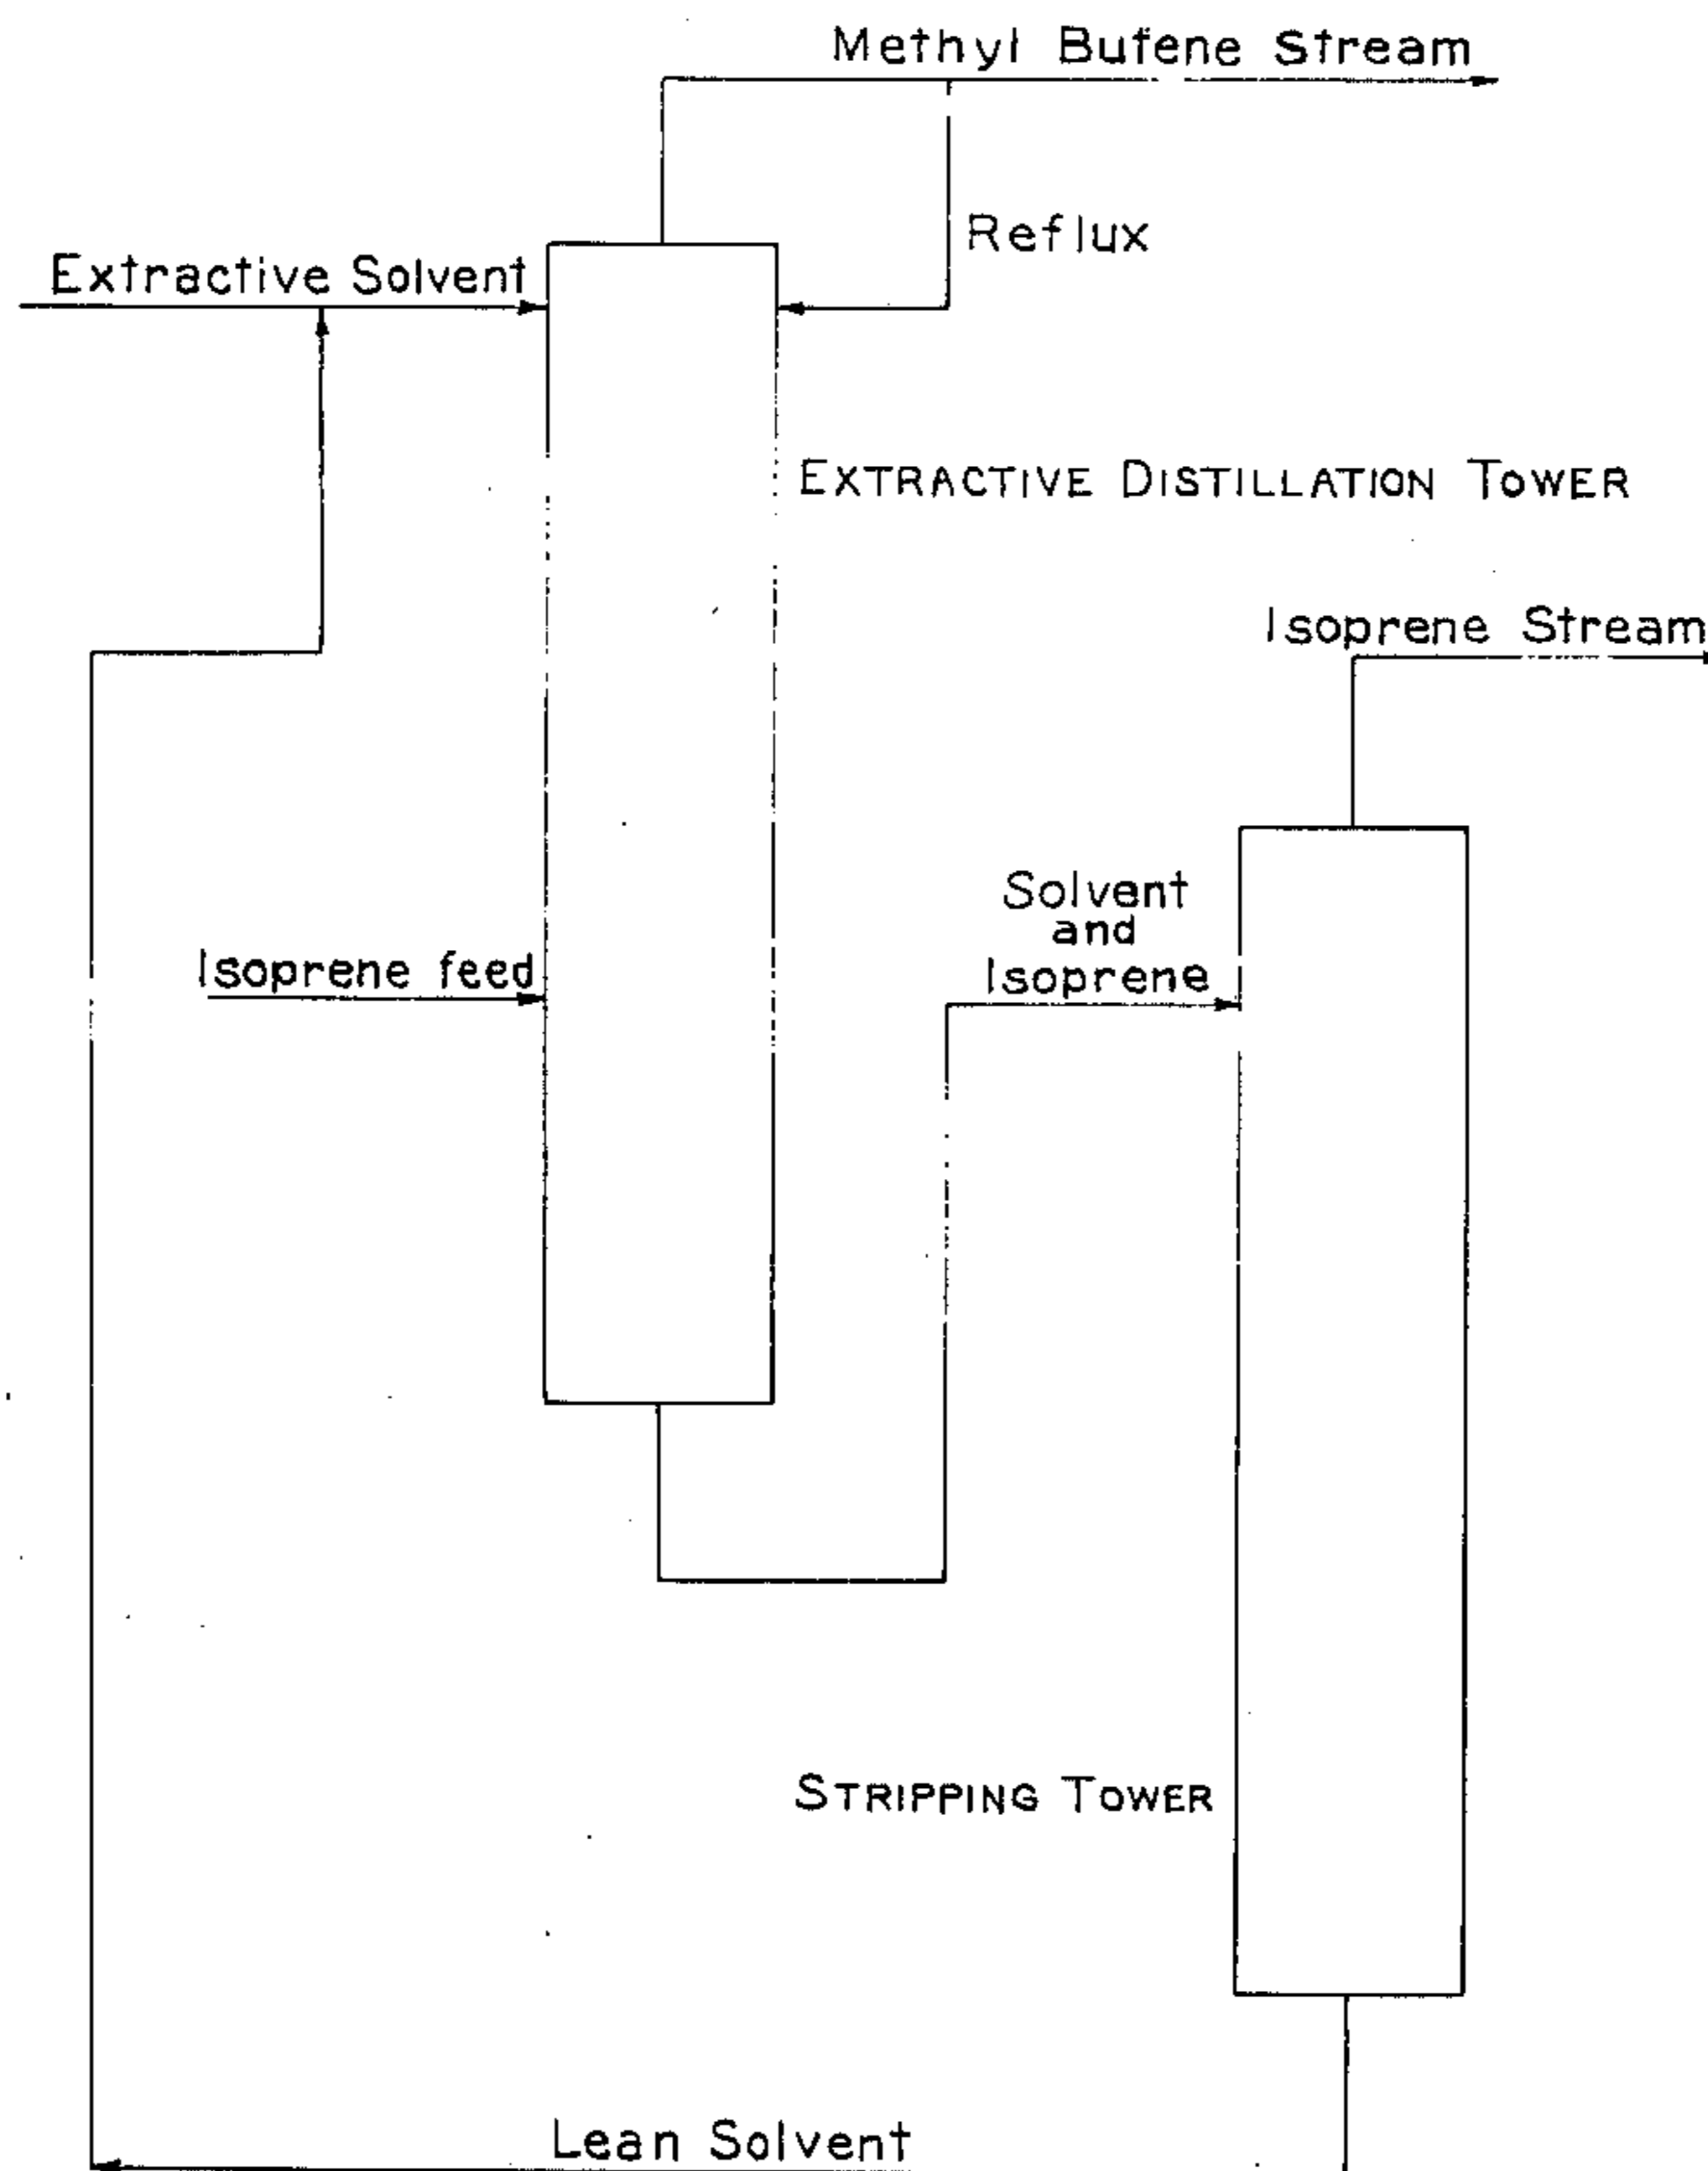 Methyl Butene Stream
Reflux
Extractive Solvent
EXTRACTIVE DISTILLATION TOWER
Isoprene Stream
Solvent
and
Isoprene
Isoprene feed
STRIPPING TOWER
Lean Solvent